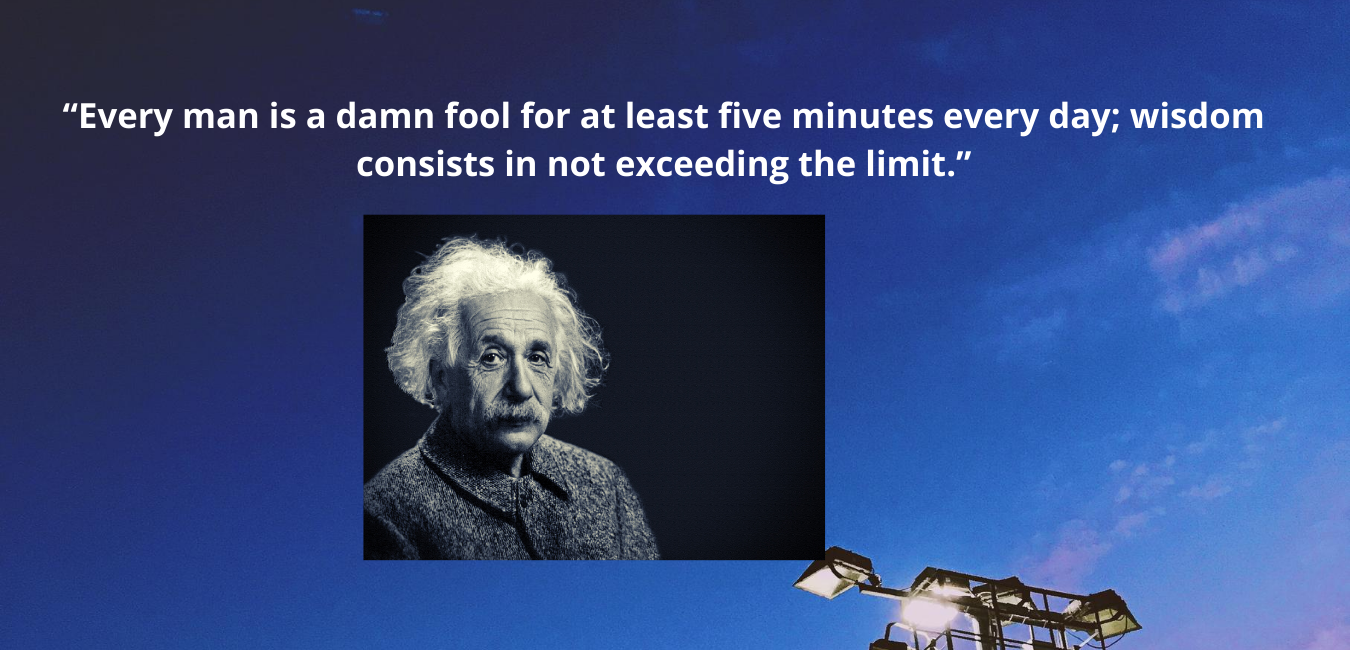 “Every man is a damn fool for at least five minutes every day; wisdom
consists in not exceeding the limit.”